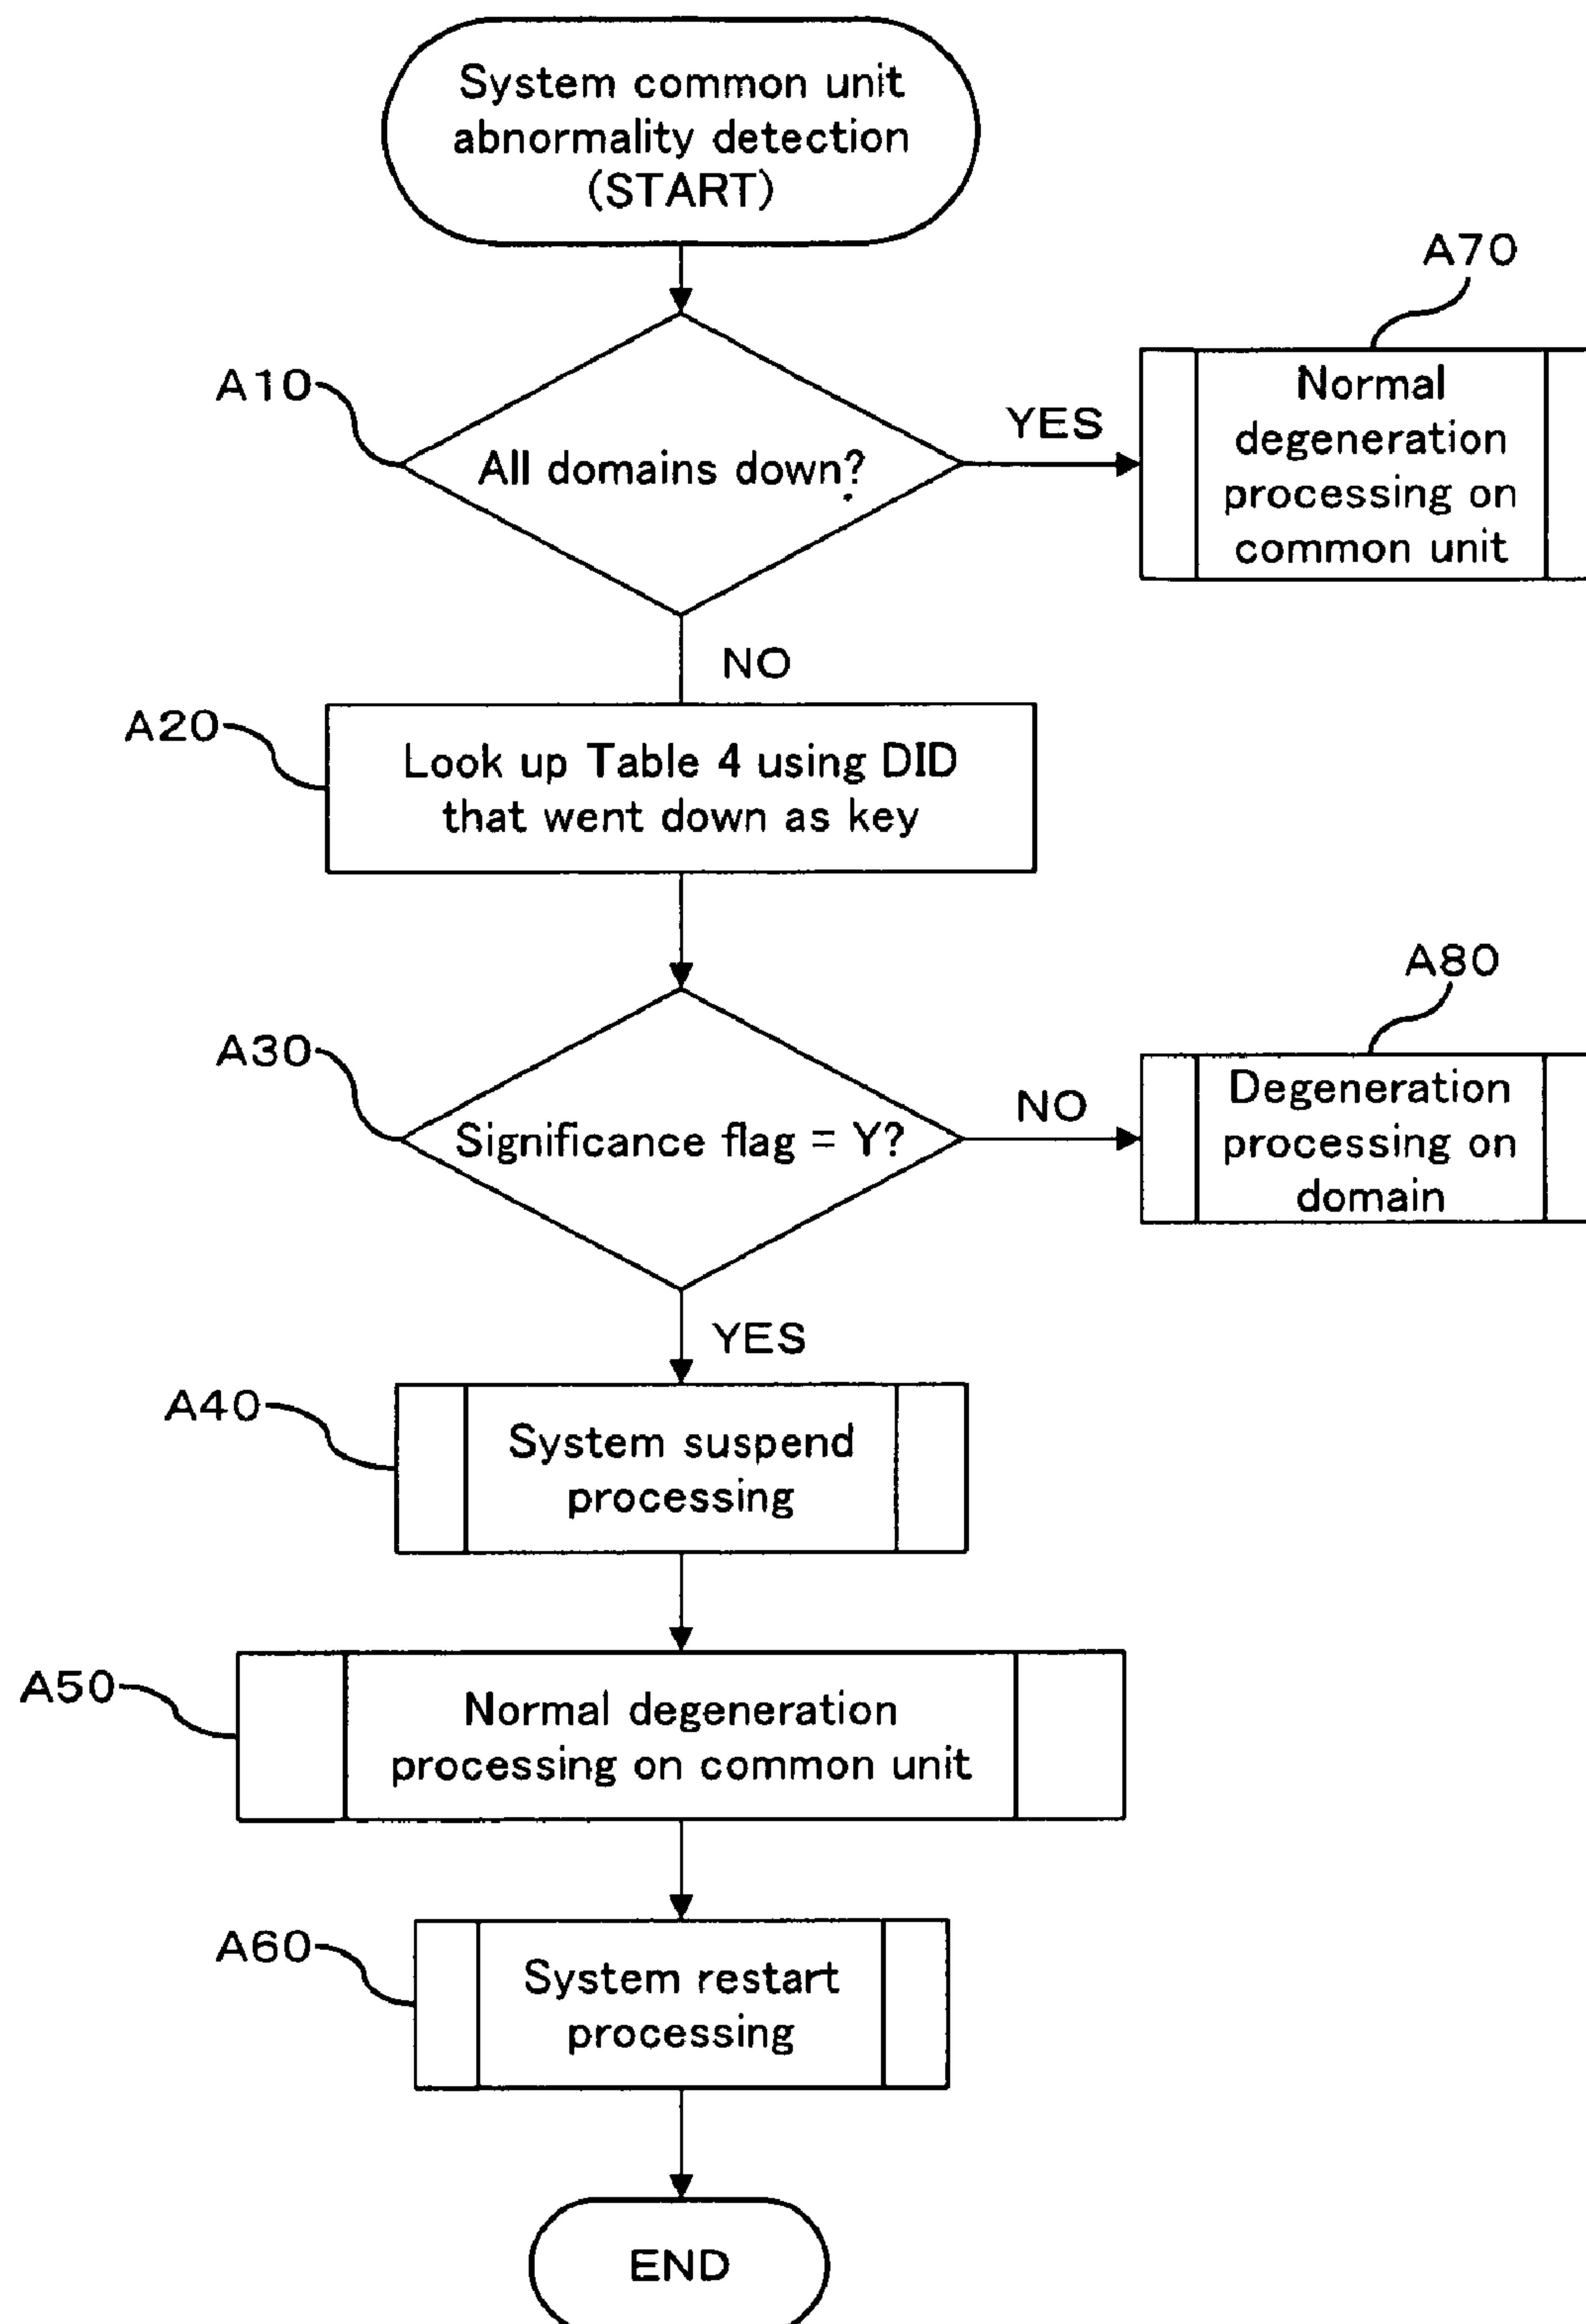 System common unit
abnormality detection
(START)
A70
Normal
degeneration
processing on
common unit
A10
YES
All domains down?
NO
A20
Look up Table 4 using DID
that went down as key
A80
Degeneration
processing on
domain
A30
NO
Significance flag = Y?
YES
A40
System suspend
processing
A50
Normal degeneration
processing on common unit
A60
System restart
processing
END